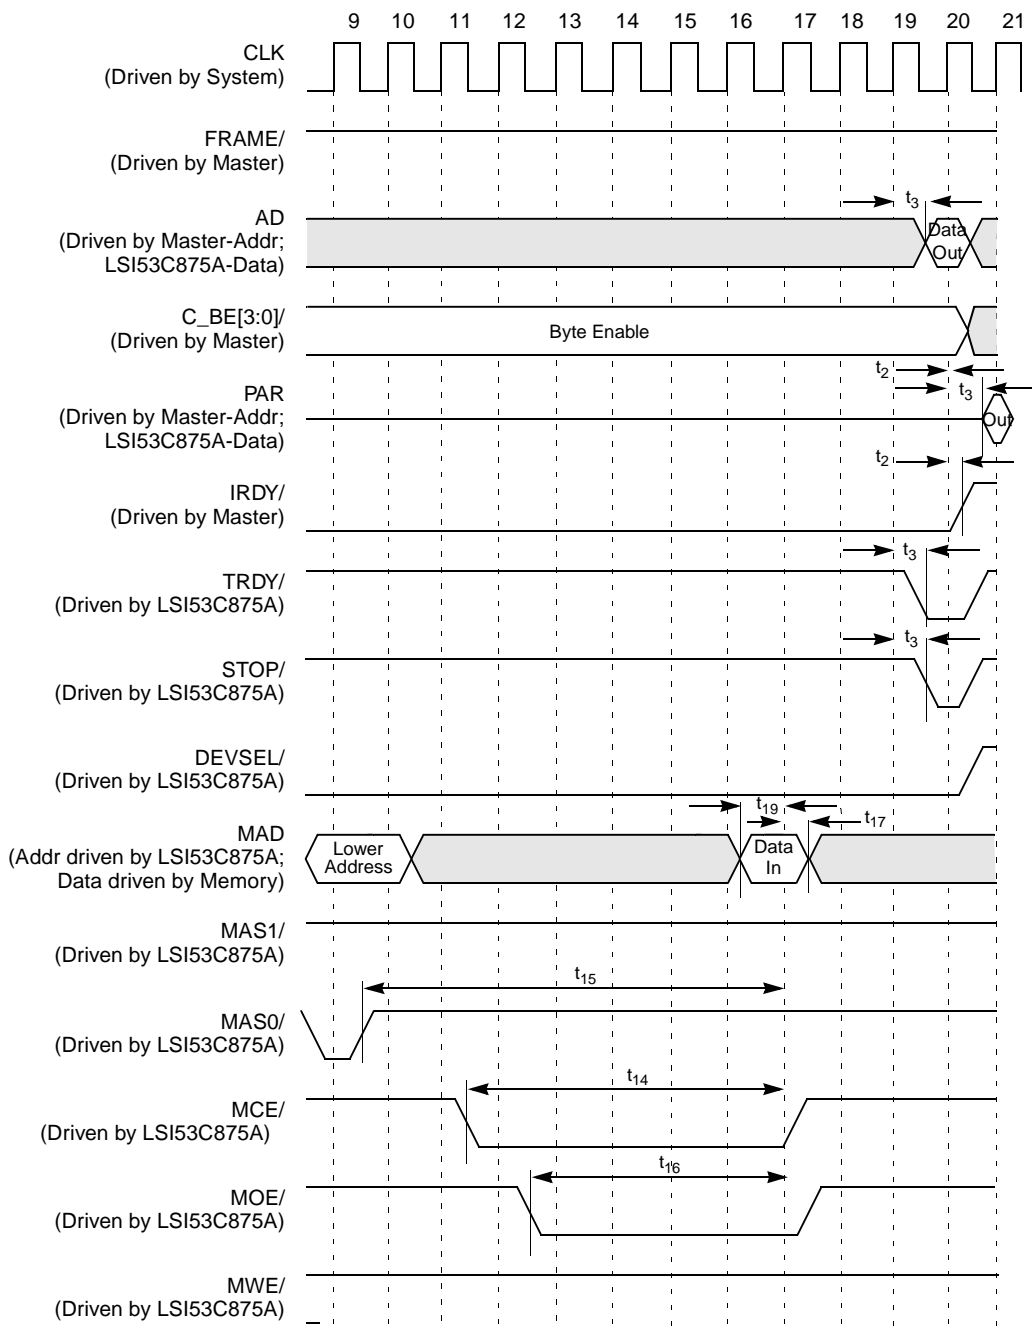 9 10 11 12 13 14 15 16 17 18 19 20 21
CLK
(Driven by System)
FRAME/
(Driven by Master)
t3
AD
(Driven by Master-Addr;
LSI53C875A-Data)
Data
Out
C_BE[3:0]/
(Driven by Master)
Byte Enable
t2
t3
PAR
(Driven by Master-Addr;
LSI53C875A-Data)
Out
t2
IRDY/
(Driven by Master)
t3
TRDY/
(Driven by LSI53C875A)
t3
STOP/
(Driven by LSI53C875A)
DEVSEL/
(Driven by LSI53C875A)
t19
t17
MAD
(Addr driven by LSI53C875A;
Data driven by Memory)
Lower
Address
Data
In
MAS1/
(Driven by LSI53C875A)
t15
MAS0/
(Driven by LSI53C875A)
t14
MCE/
(Driven by LSI53C875A)
t16
MOE/
(Driven by LSI53C875A)
MWE/
(Driven by LSI53C875A)